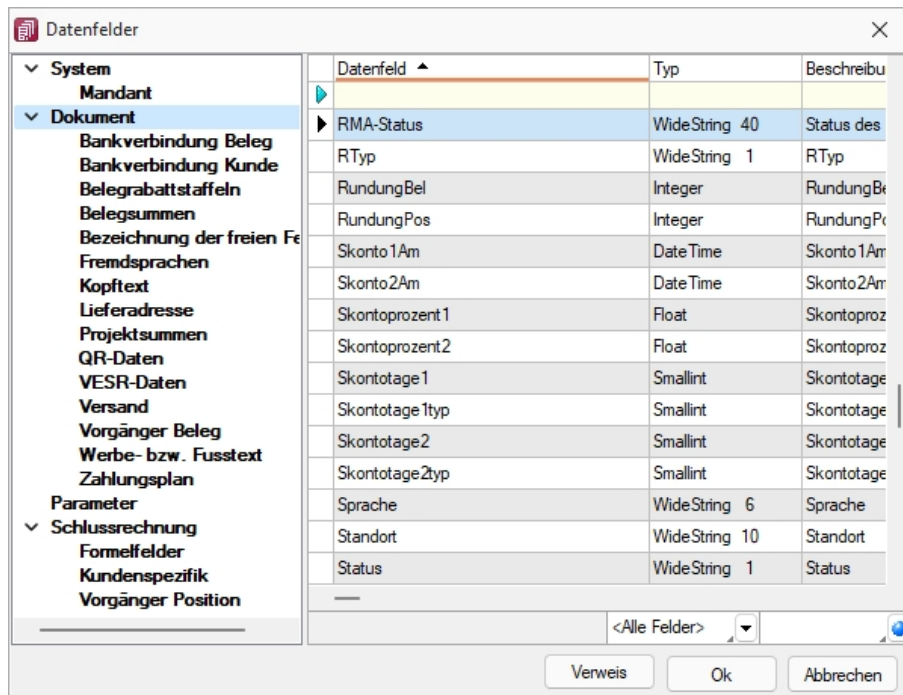 Datenfelder
System
Mandant
Dokument
Bankverbindung Beleg
Bankverbindung Kunde
Belegrabattstaffeln
Belegsummen
Bezeichnung der freien Fe
Fremdsprachen
Kopftext
Lieferadresse
Projektsummen
QR-Daten
VESR-Daten
Versand
Vorgänger Beleg
Werbe- bzw. Fusstext
Zahlungsplan
Parameter
Schlussrechnung
Formelfelder
Kundenspezifik
Vorgänger Position
Datenfeld Typ Beschreibu
RMA-Status WideString 40 Status des
RTyp WideString 1 RTyp
RundungBel Integer RundungBe
RundungPos Integer RundungPo
Skonto1Am DateTime Skonto1Am
Skonto2Am DateTime Skonto2Am
Skontoprozent1 Float Skontoproz
Skontoprozent2 Float Skontoproz
Skontotage1 Smallint Skontotage
Skontotage1typ Smallint Skontotage
Skontotage2 Smallint Skontotage
Skontotage2typ Smallint Skontotage
Sprache WideString 6 Sprache
Standort WideString 10 Standort
Status WideString 1 Status
<Alle Felder>
Verweis Ok Abbrechen